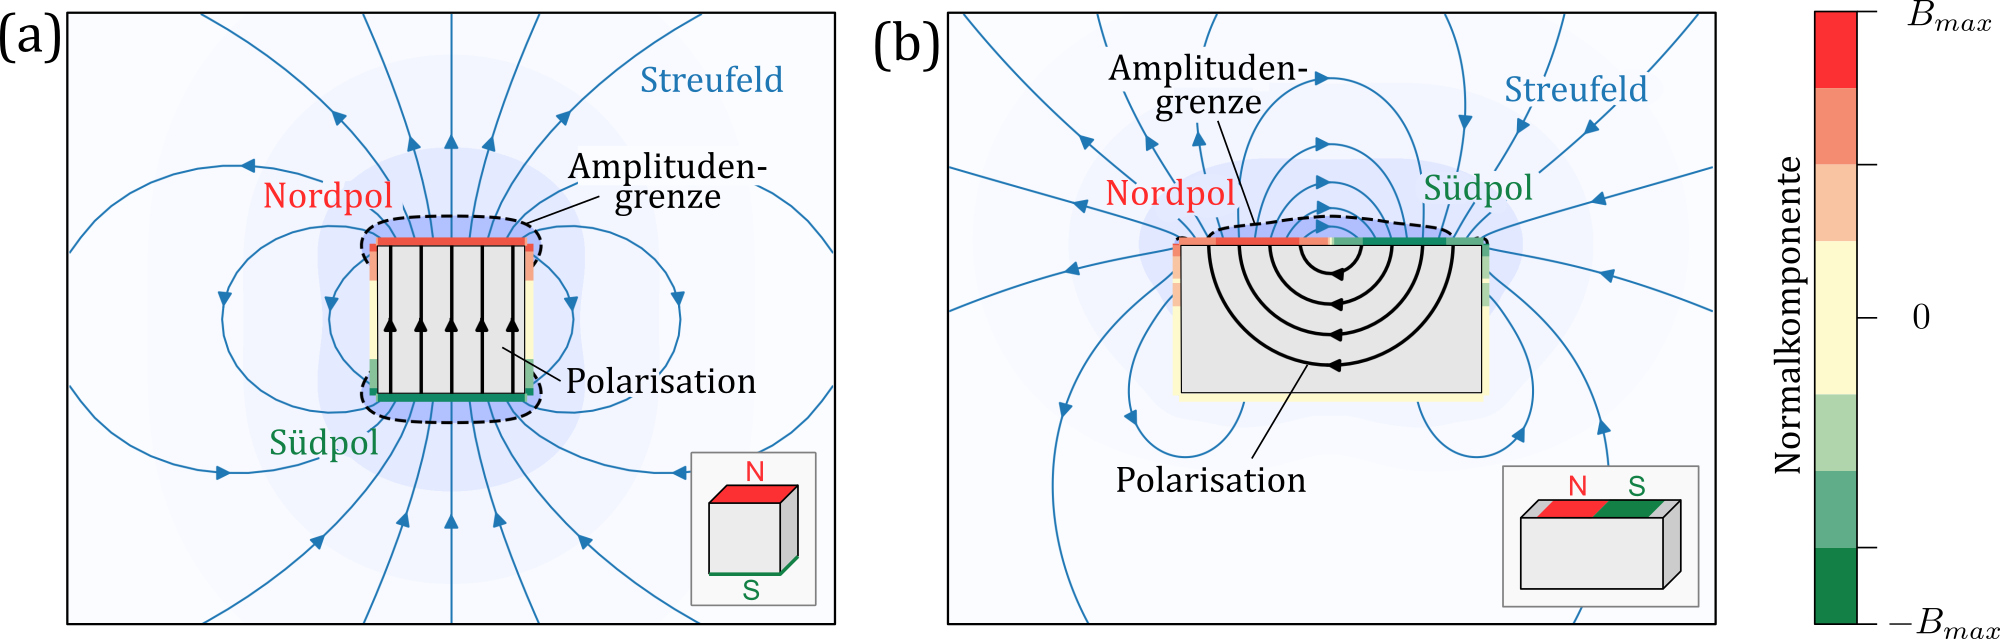 (a)
Streufeld
Amplituden-
grenze
Nordpol
Polarisation
Südpol
N
S
(b)
Amplituden-
grenze
Streufeld
Nordpol
Südpol
Polarisation
N S
Normalkomponente
B_max
0
−B_max